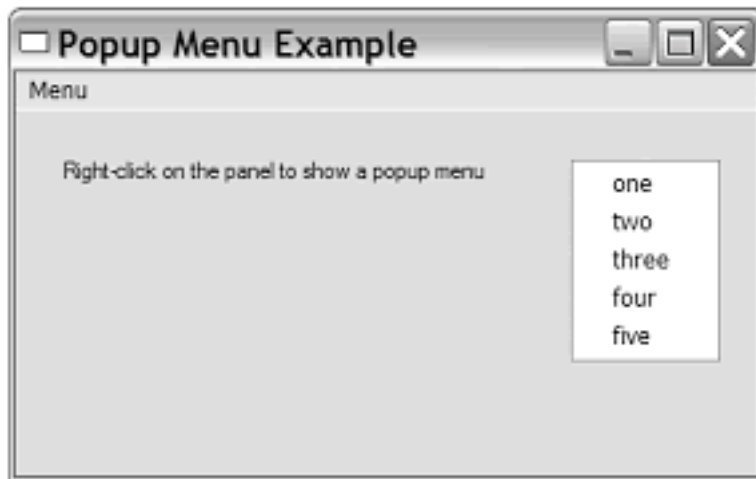 Popup Menu Example
Menu
Right-click on the panel to show a popup menu
one
two
three
four
five